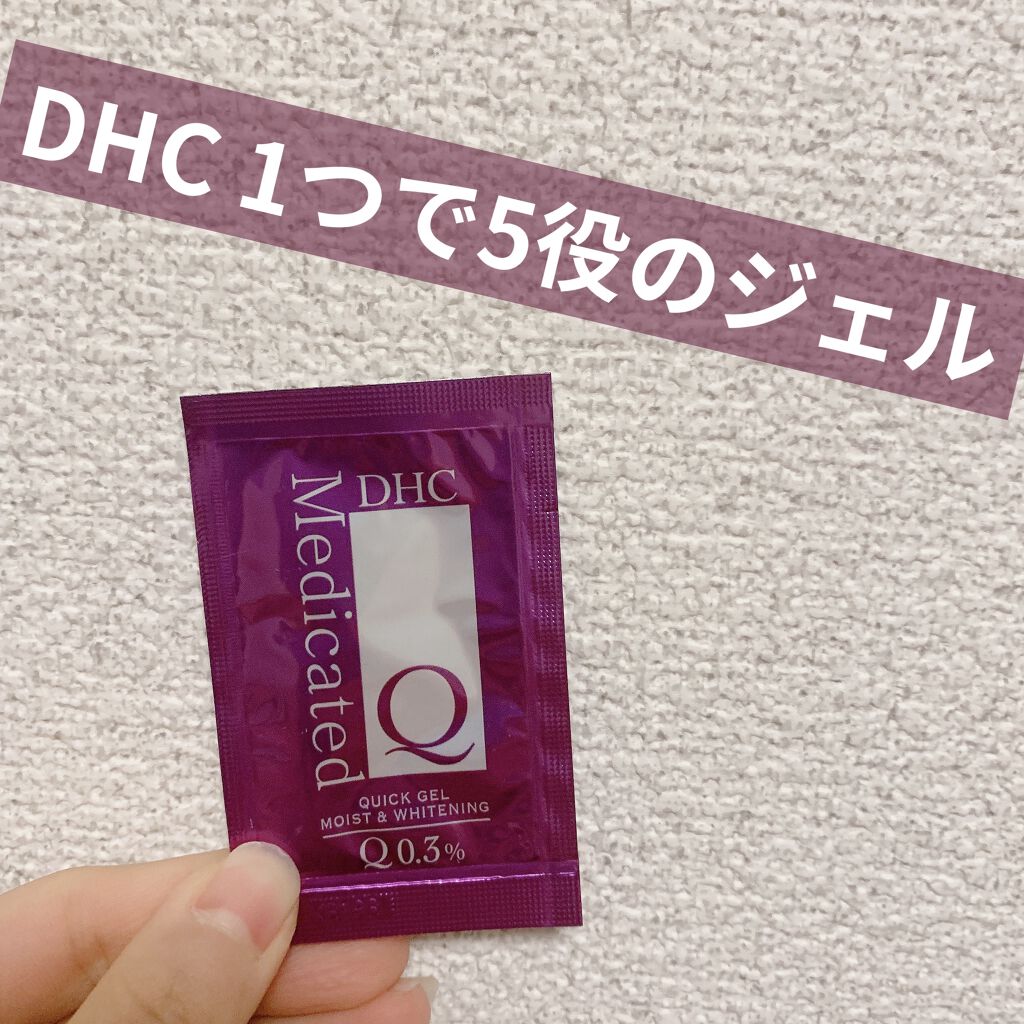 DHC 1つで5役のジェル
DHC
Medicated
Q
QUICK GEL
MOIST & WHITENING
Q 0.3%